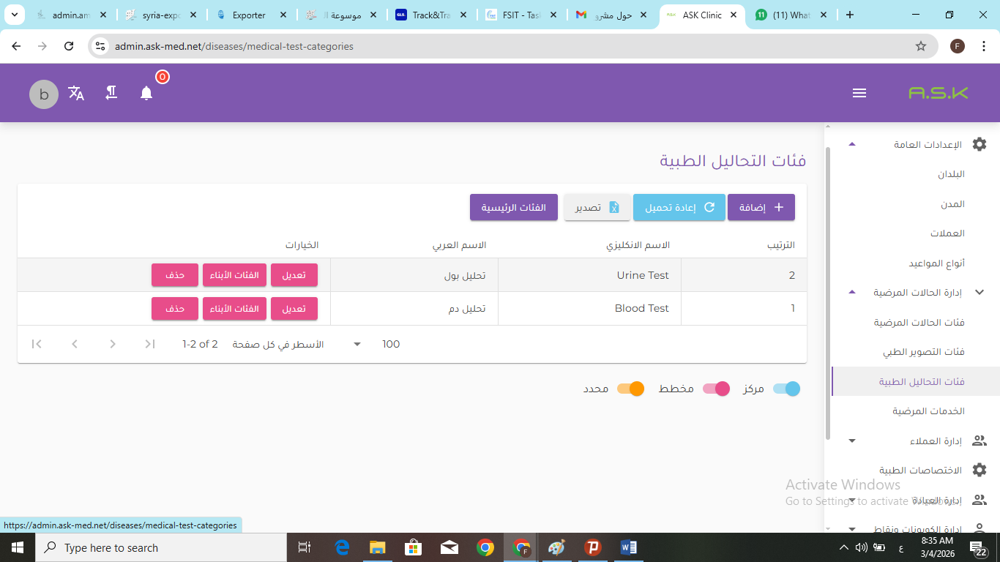 admin.am
syria-expo
Exporter
موسوعة ال
GLS. Track&Tra
FSIT - Task
حول مشرو
ASK Clinic
(11) What
admin.ask-med.net/diseases/medical-test-categories
F
b
0
A.S.K
الإعدادات العامة
البلدان
المدن
العملات
أنواع المواعيد
إدارة الحالات المرضية
فئات الحالات المرضية
فئات التصوير الطبي
فئات التحاليل الطبية
الخدمات المرضية
إدارة العملاء
الاختصاصات الطبية
إدارة العيادة
إدارة الكوبونات ونقاط
فئات التحاليل الطبية
إضافة
إعادة تحميل
تصدير
الفئات الرئيسية
الترتيب الاسم الانكليزي الاسم العربي الخيارات
2 Urine Test تحليل بول تعديل الفئات الأبناء حذف
1 Blood Test تحليل دم تعديل الفئات الأبناء حذف
100 الأسطر في كل صفحة 1-2 of 2
مركز مخطط محدد
Activate Windows
Go to Settings to activate Windows.
https://admin.ask-med.net/diseases/medical-test-categories
Type here to search
ع
8:35 AM
3/4/2026
22